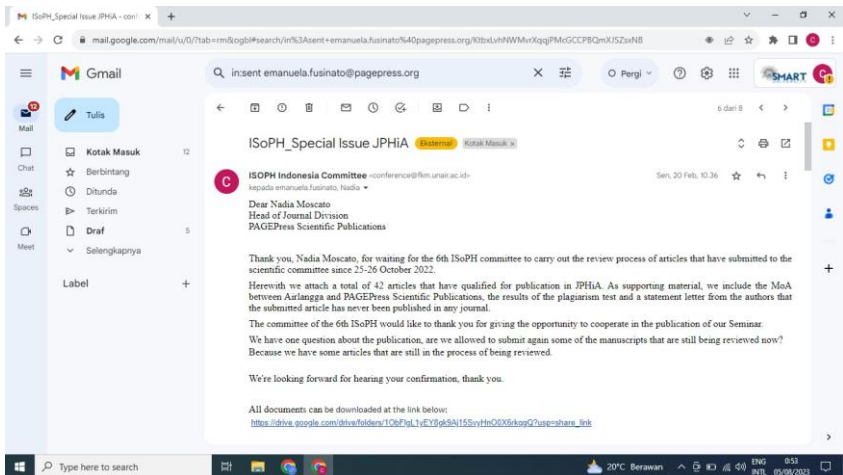 ISoPH_Special Issue JPHiA - con
mail.google.com/mail/u/0/?tab=rm&ogbl#search/in%3Asent+emanuela.fusinato%40pagepress.org/
Gmail
in:sent emanuela.fusinato@pagepress.org
Pergi
SMART
12
Mail
Chat
Spaces
Meet
Tulis
Kotak Masuk 12
Berbintang
Ditunda
Terkirim
Draf 5
Selengkapnya
Label
6 dari 8
ISoPH_Special Issue JPHiA Eksternal Kotak Masuk x
C
ISOPH Indonesia Committee <conference@fkm.unair.ac.id> Sen, 20 Feb, 10.36
kepada emanuela.fusinato, Nadia
Dear Nadia Moscato
Head of Journal Division
PAGEPress Scientific Publications
Thank you, Nadia Moscato, for waiting for the 6th ISoPH committee to carry out the review process of articles that have submitted to the
scientific committee since 25-26 October 2022.
Herewith we attach a total of 42 articles that have qualified for publication in JPHiA. As supporting material, we include the MoA
between Airlangga and PAGEPress Scientific Publications, the results of the plagiarism test and a statement letter from the authors that
the submitted article has never been published in any journal.
The committee of the 6th ISoPH would like to thank you for giving the opportunity to cooperate in the publication of our Seminar.
We have one question about the publication, are we allowed to submit again some of the manuscripts that are still being reviewed now?
Because we have some articles that are still in the process of being reviewed.
We're looking forward for hearing your confirmation, thank you.
All documents can be downloaded at the link below:
Type here to search
20°C Berawan
ENG
INTL
0:53
05/08/2023